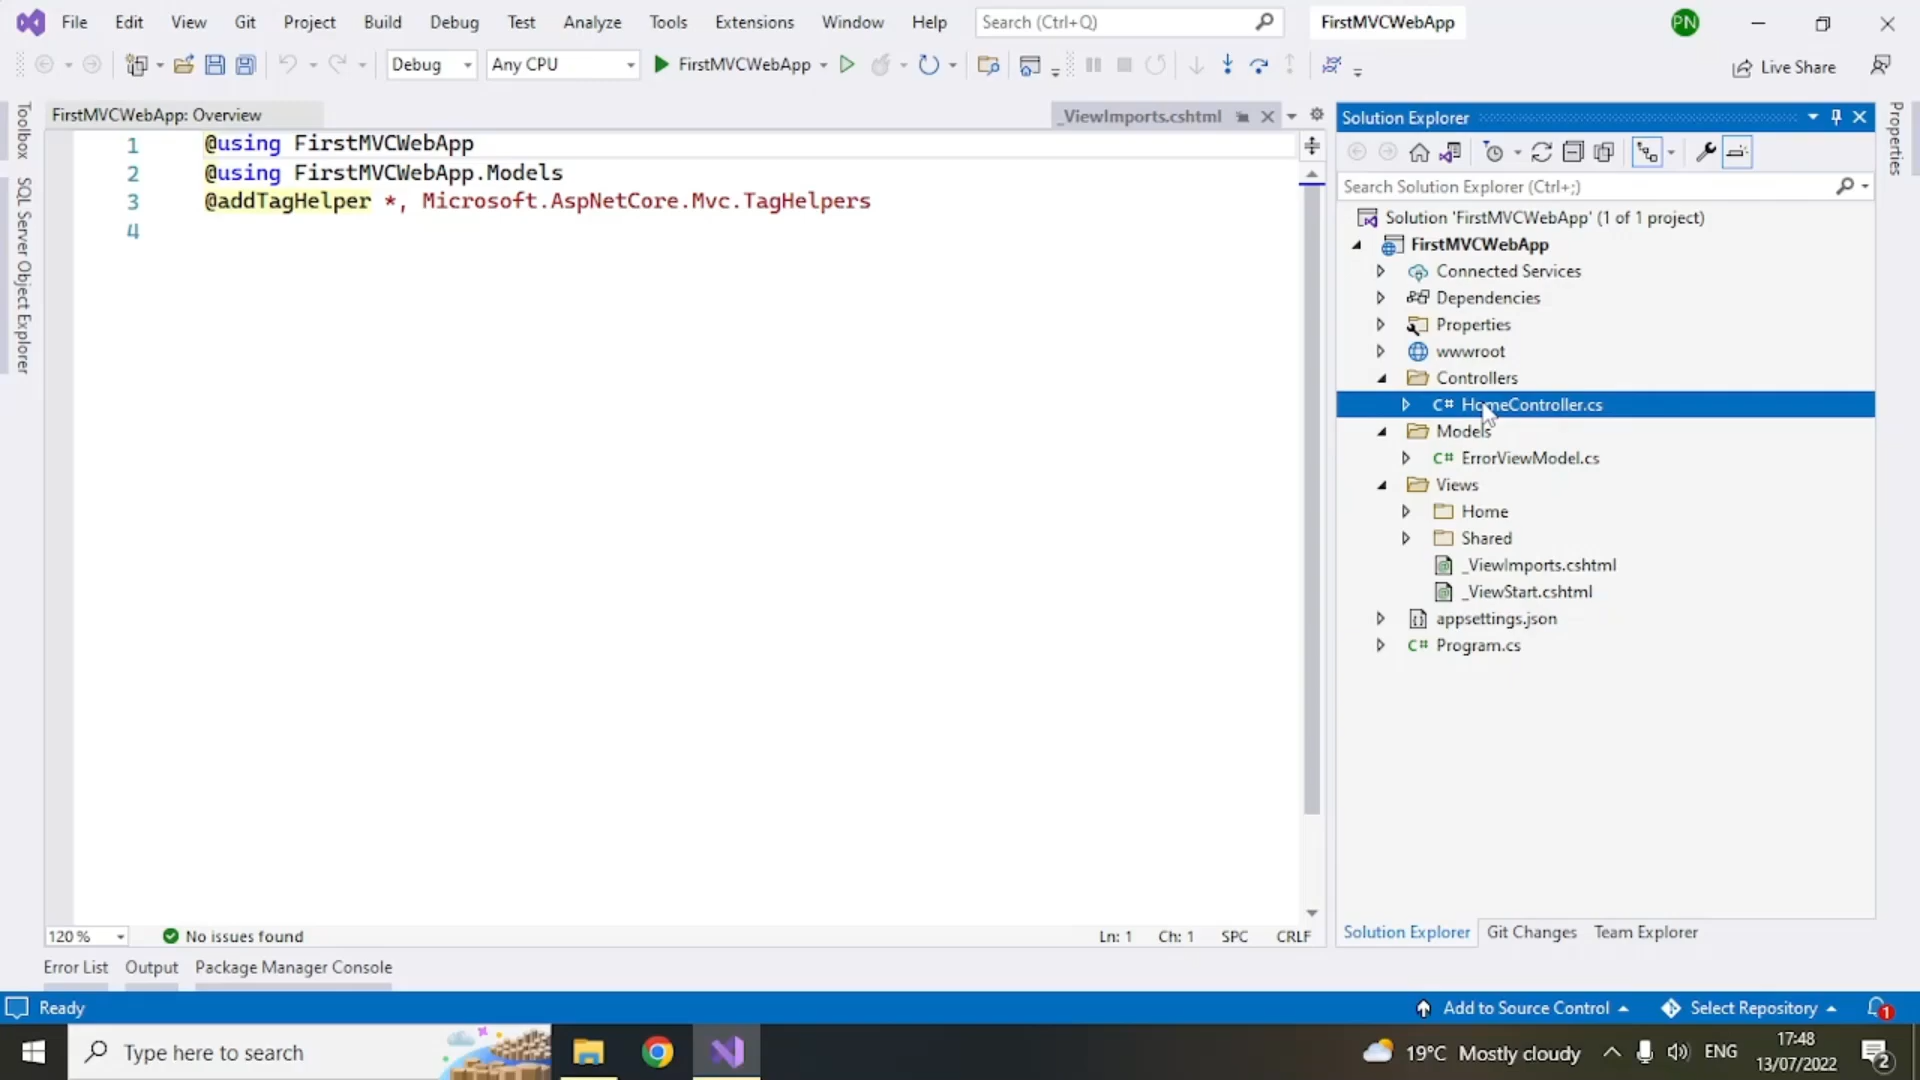 File Edit View Git Project Build Debug Test Analyze Tools Extensions Window Help Search (Ctrl+Q) FirstMVCWebApp PN
Debug Any CPU FirstMVCWebApp Live Share
Toolbox
SQL Server Object Explorer
FirstMVCWebApp: Overview _ViewImports.cshtml
1 @using FirstMVCWebApp
2 @using FirstMVCWebApp.Models
3 @addTagHelper *, Microsoft.AspNetCore.Mvc.TagHelpers
4
120 % No issues found Ln: 1 Ch: 1 SPC CRLF
Solution Explorer
Search Solution Explorer (Ctrl+;)
Solution 'FirstMVCWebApp' (1 of 1 project)
FirstMVCWebApp
Connected Services
Dependencies
Properties
wwwroot
Controllers
C# HomeController.cs
Models
C# ErrorViewModel.cs
Views
Home
Shared
_ViewImports.cshtml
_ViewStart.cshtml
appsettings.json
C# Program.cs
Solution Explorer Git Changes Team Explorer
Properties
Error List Output Package Manager Console
Ready Add to Source Control Select Repository 1
Type here to search 19°C Mostly cloudy ENG 17:48
13/07/2022 2